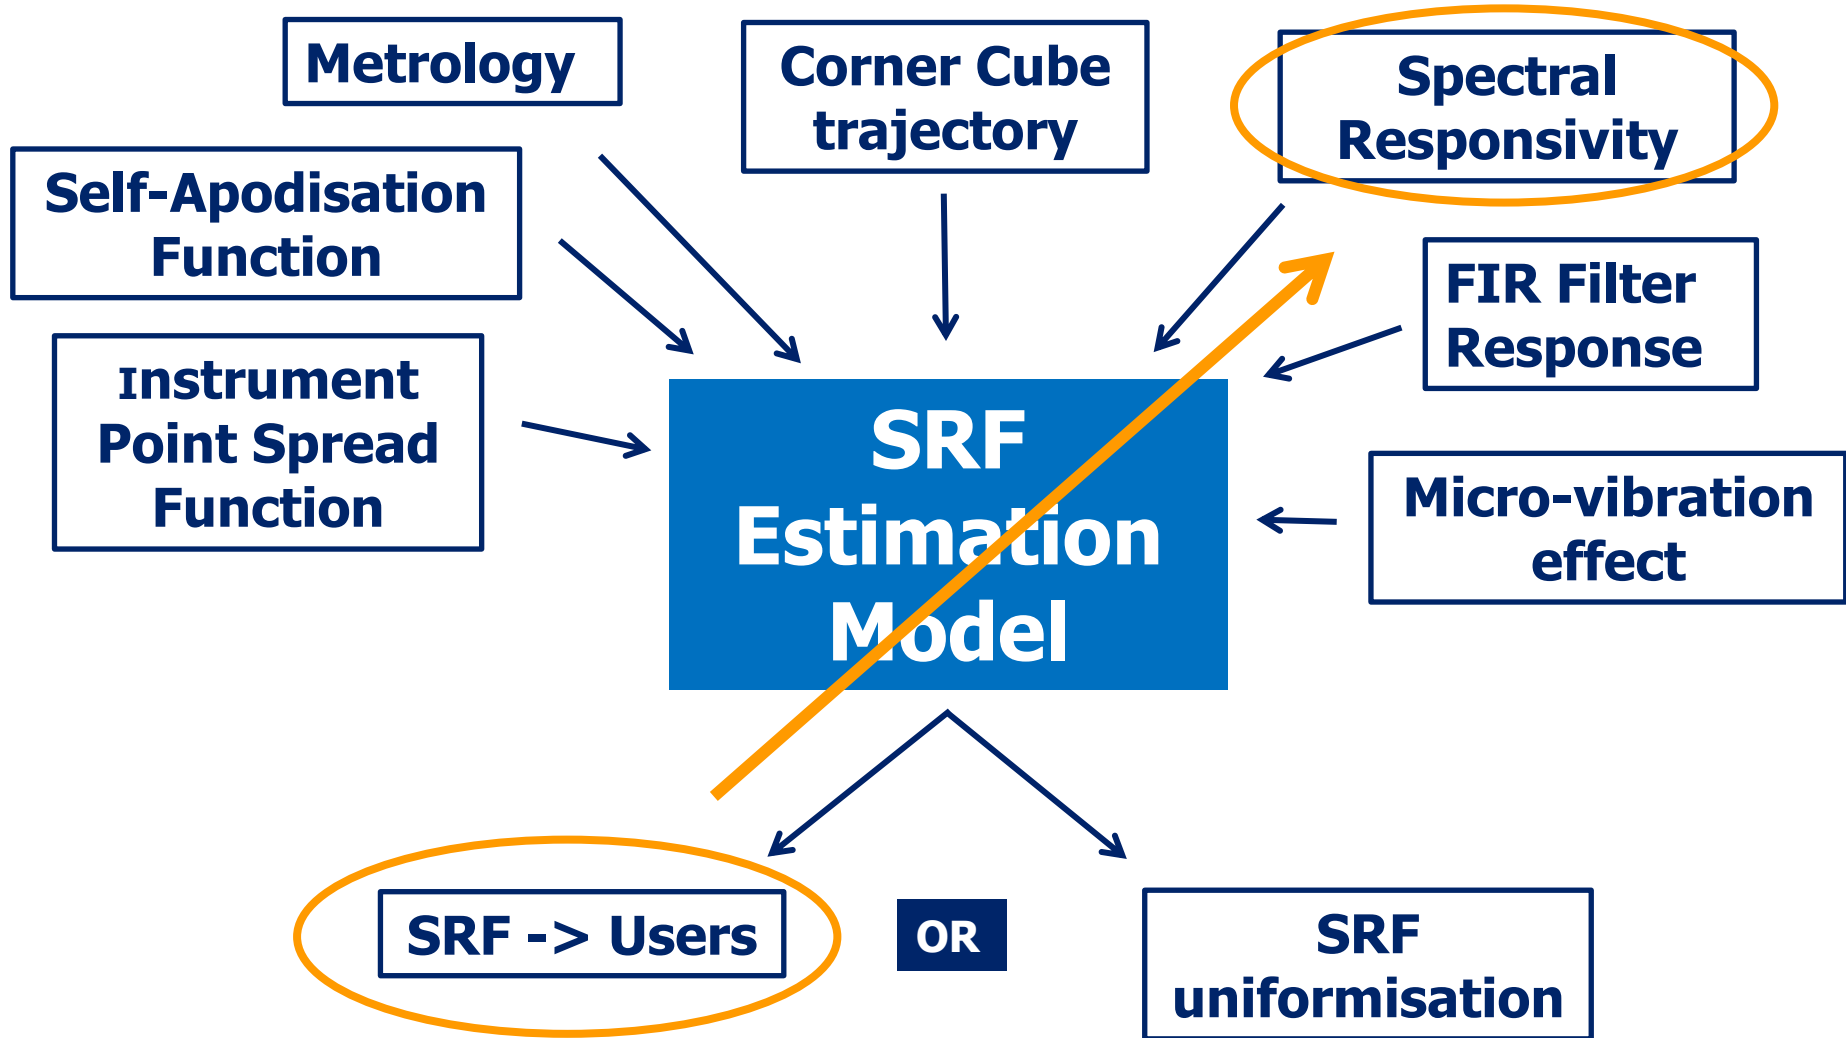 Metrology
Corner Cube
trajectory
Spectral
Responsivity
Self-Apodisation
Function
FIR Filter
Response
Instrument
Point Spread
Function
SRF
Estimation
Model
Micro-vibration
effect
SRF -> Users
OR
SRF
uniformisation